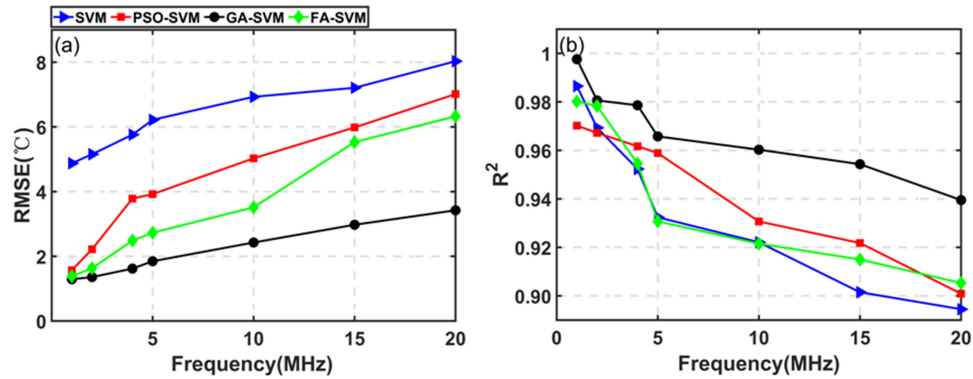 SVM PSO-SVM GA-SVM FA-SVM
(a)
8
6
4
2
0
5 10 15 20
RMSE(℃)
Frequency(MHz)
(b)
1
0.98
0.96
0.94
0.92
0.90
0 5 10 15 20
R²
Frequency(MHz)